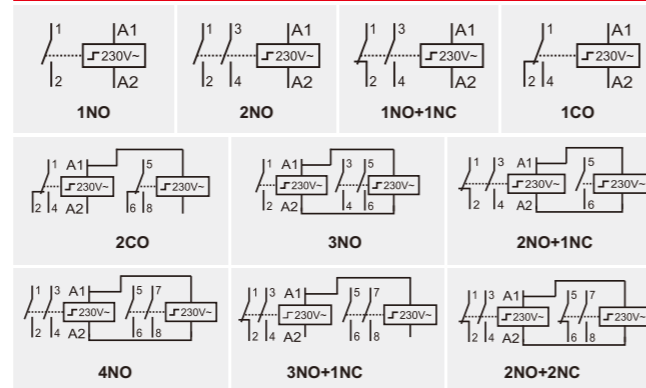 1 A1 1 3 A1 1 3 A1 1 A1
230V~ 230V~ 230V~ 230V~
2 A2 2 4 A2 2 4 A2 2 4 A2
1NO 2NO 1NO+1NC 1CO
1 A1 5 1 A1 3 5 1 3 A1 5
230V~ 230V~ 230V~ 230V~ 230V~ 230V~
2 4 A2 6 8 2 A2 4 6 2 4 A2 6
2CO 3NO 2NO+1NC
1 3 A1 5 7 1 3 A1 5 7 1 3 A1 5 7
230V~ 230V~ 230V~ 230V~ 230V~ 230V~
2 4 A2 6 8 2 4 A2 6 8 2 4 A2 6 8
4NO 3NO+1NC 2NO+2NC